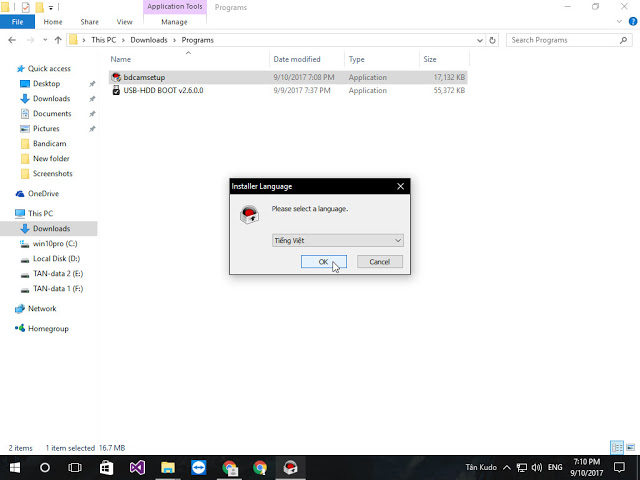 Application Tools
Programs
File
Home
Share
View
Manage
This PC
Downloads
Programs
Search Programs
Name
Date modified
Type
Size
bdcamsetup
9/10/2017 7:08 PM
Application
17,132 KB
USB-HDD BOOT v2.6.0.0
9/9/2017 7:37 PM
Application
55,372 KB
Quick access
Desktop
Downloads
Documents
Pictures
Bandicam
New folder
Screenshots
OneDrive
This PC
Downloads
win10pro (C:)
Local Disk (D:)
TAN-data 2 (E:)
TAN-data 1 (F:)
Network
Homegroup
Installer Language
Please select a language.
Tiếng Việt
OK
Cancel
2 items
1 item selected 16.7 MB
Tân Kudo
ENG
7:10 PM
9/10/2017